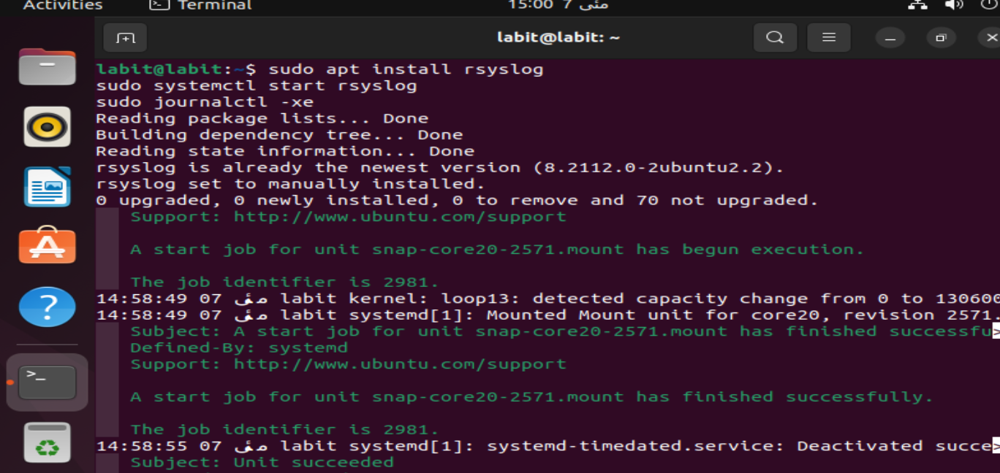 Activities
Terminal
مئی 7 15:00
labit@labit: ~
labit@labit:~$ sudo apt install rsyslog
sudo systemctl start rsyslog
sudo journalctl -xe
Reading package lists... Done
Building dependency tree... Done
Reading state information... Done
rsyslog is already the newest version (8.2112.0-2ubuntu2.2).
rsyslog set to manually installed.
0 upgraded, 0 newly installed, 0 to remove and 70 not upgraded.
Support: http://www.ubuntu.com/support
A start job for unit snap-core20-2571.mount has begun execution.
The job identifier is 2981.
14:58:49 07 مئی labit kernel: loop13: detected capacity change from 0 to 130600
14:58:49 07 مئی labit systemd[1]: Mounted Mount unit for core20, revision 2571.
Subject: A start job for unit snap-core20-2571.mount has finished successfu>
Defined-By: systemd
Support: http://www.ubuntu.com/support
A start job for unit snap-core20-2571.mount has finished successfully.
The job identifier is 2981.
14:58:55 07 مئی labit systemd[1]: systemd-timedated.service: Deactivated succe>
Subject: Unit succeeded